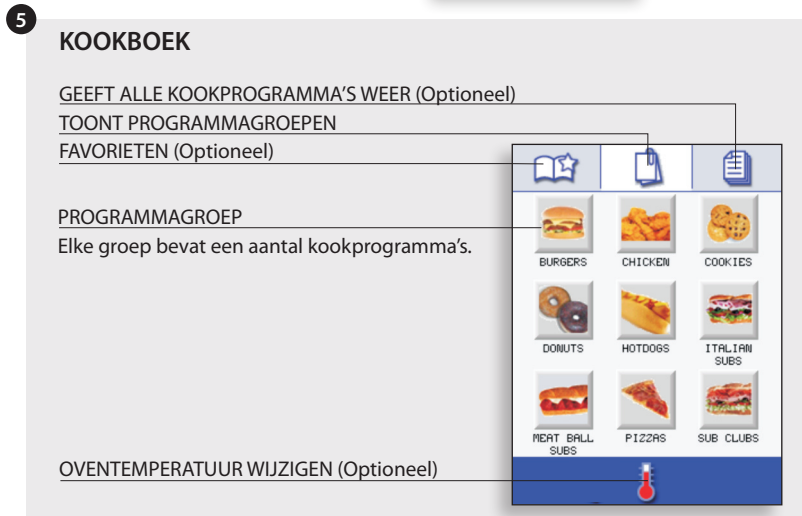 5
KOOKBOEK
GEEFT ALLE KOOKPROGRAMMA'S WEER (Optioneel)
TOONT PROGRAMMAGROEPEN
FAVORIETEN (Optioneel)
PROGRAMMAGROEP
Elke groep bevat een aantal kookprogramma's.
BURGERS CHICKEN COOKIES
DONUTS HOTDOGS ITALIAN
SUBS
MEAT BALL PIZZAS SUB CLUBS
SUBS
OVENTEMPERATUUR WIJZIGEN (Optioneel)